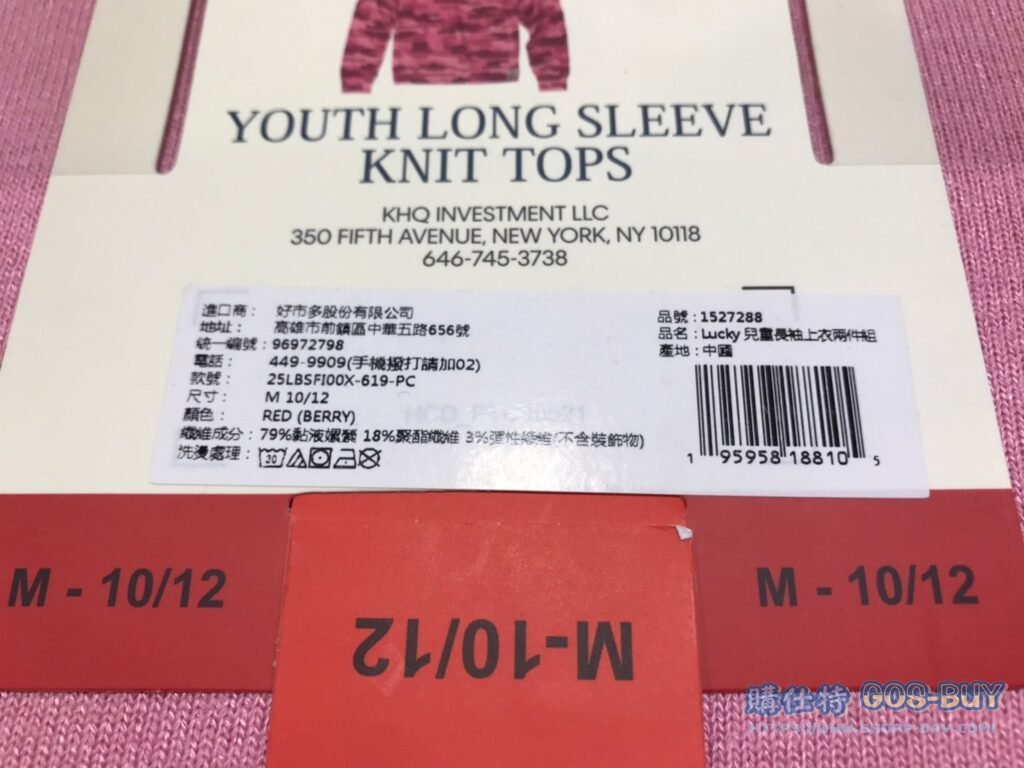 YOUTH LONG SLEEVE
KNIT TOPS
KHQ INVESTMENT LLC
350 FIFTH AVENUE, NEW YORK, NY 10118
646-745-3738
進口商： 好市多股份有限公司
地址： 高雄市前鎮區中華五路656號
統一編號：96972798
電話： 449-9909(手機撥打請加02)
款號： 25LBSFI00X-619-PC
尺寸： M 10/12
顏色： RED (BERRY)
纖維成分：79%黏液嫘縈 18%聚酯纖維 3%彈性纖維(不含裝飾物)
洗燙處理：
30
品號：1527288
品名：Lucky 兒童長袖上衣兩件組
產地：中國
1 95958 18810 5
M - 10/12
M-10/12
M - 10/12
購仕特 GOS-BUY